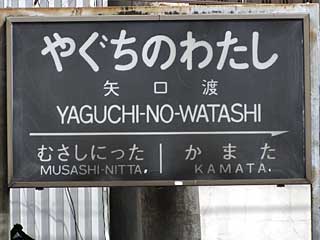 やぐちのわたし
矢口渡
YAGUCHI-NO-WATASHI
むさしにった かまた
MUSASHI-NITTA KAMATA